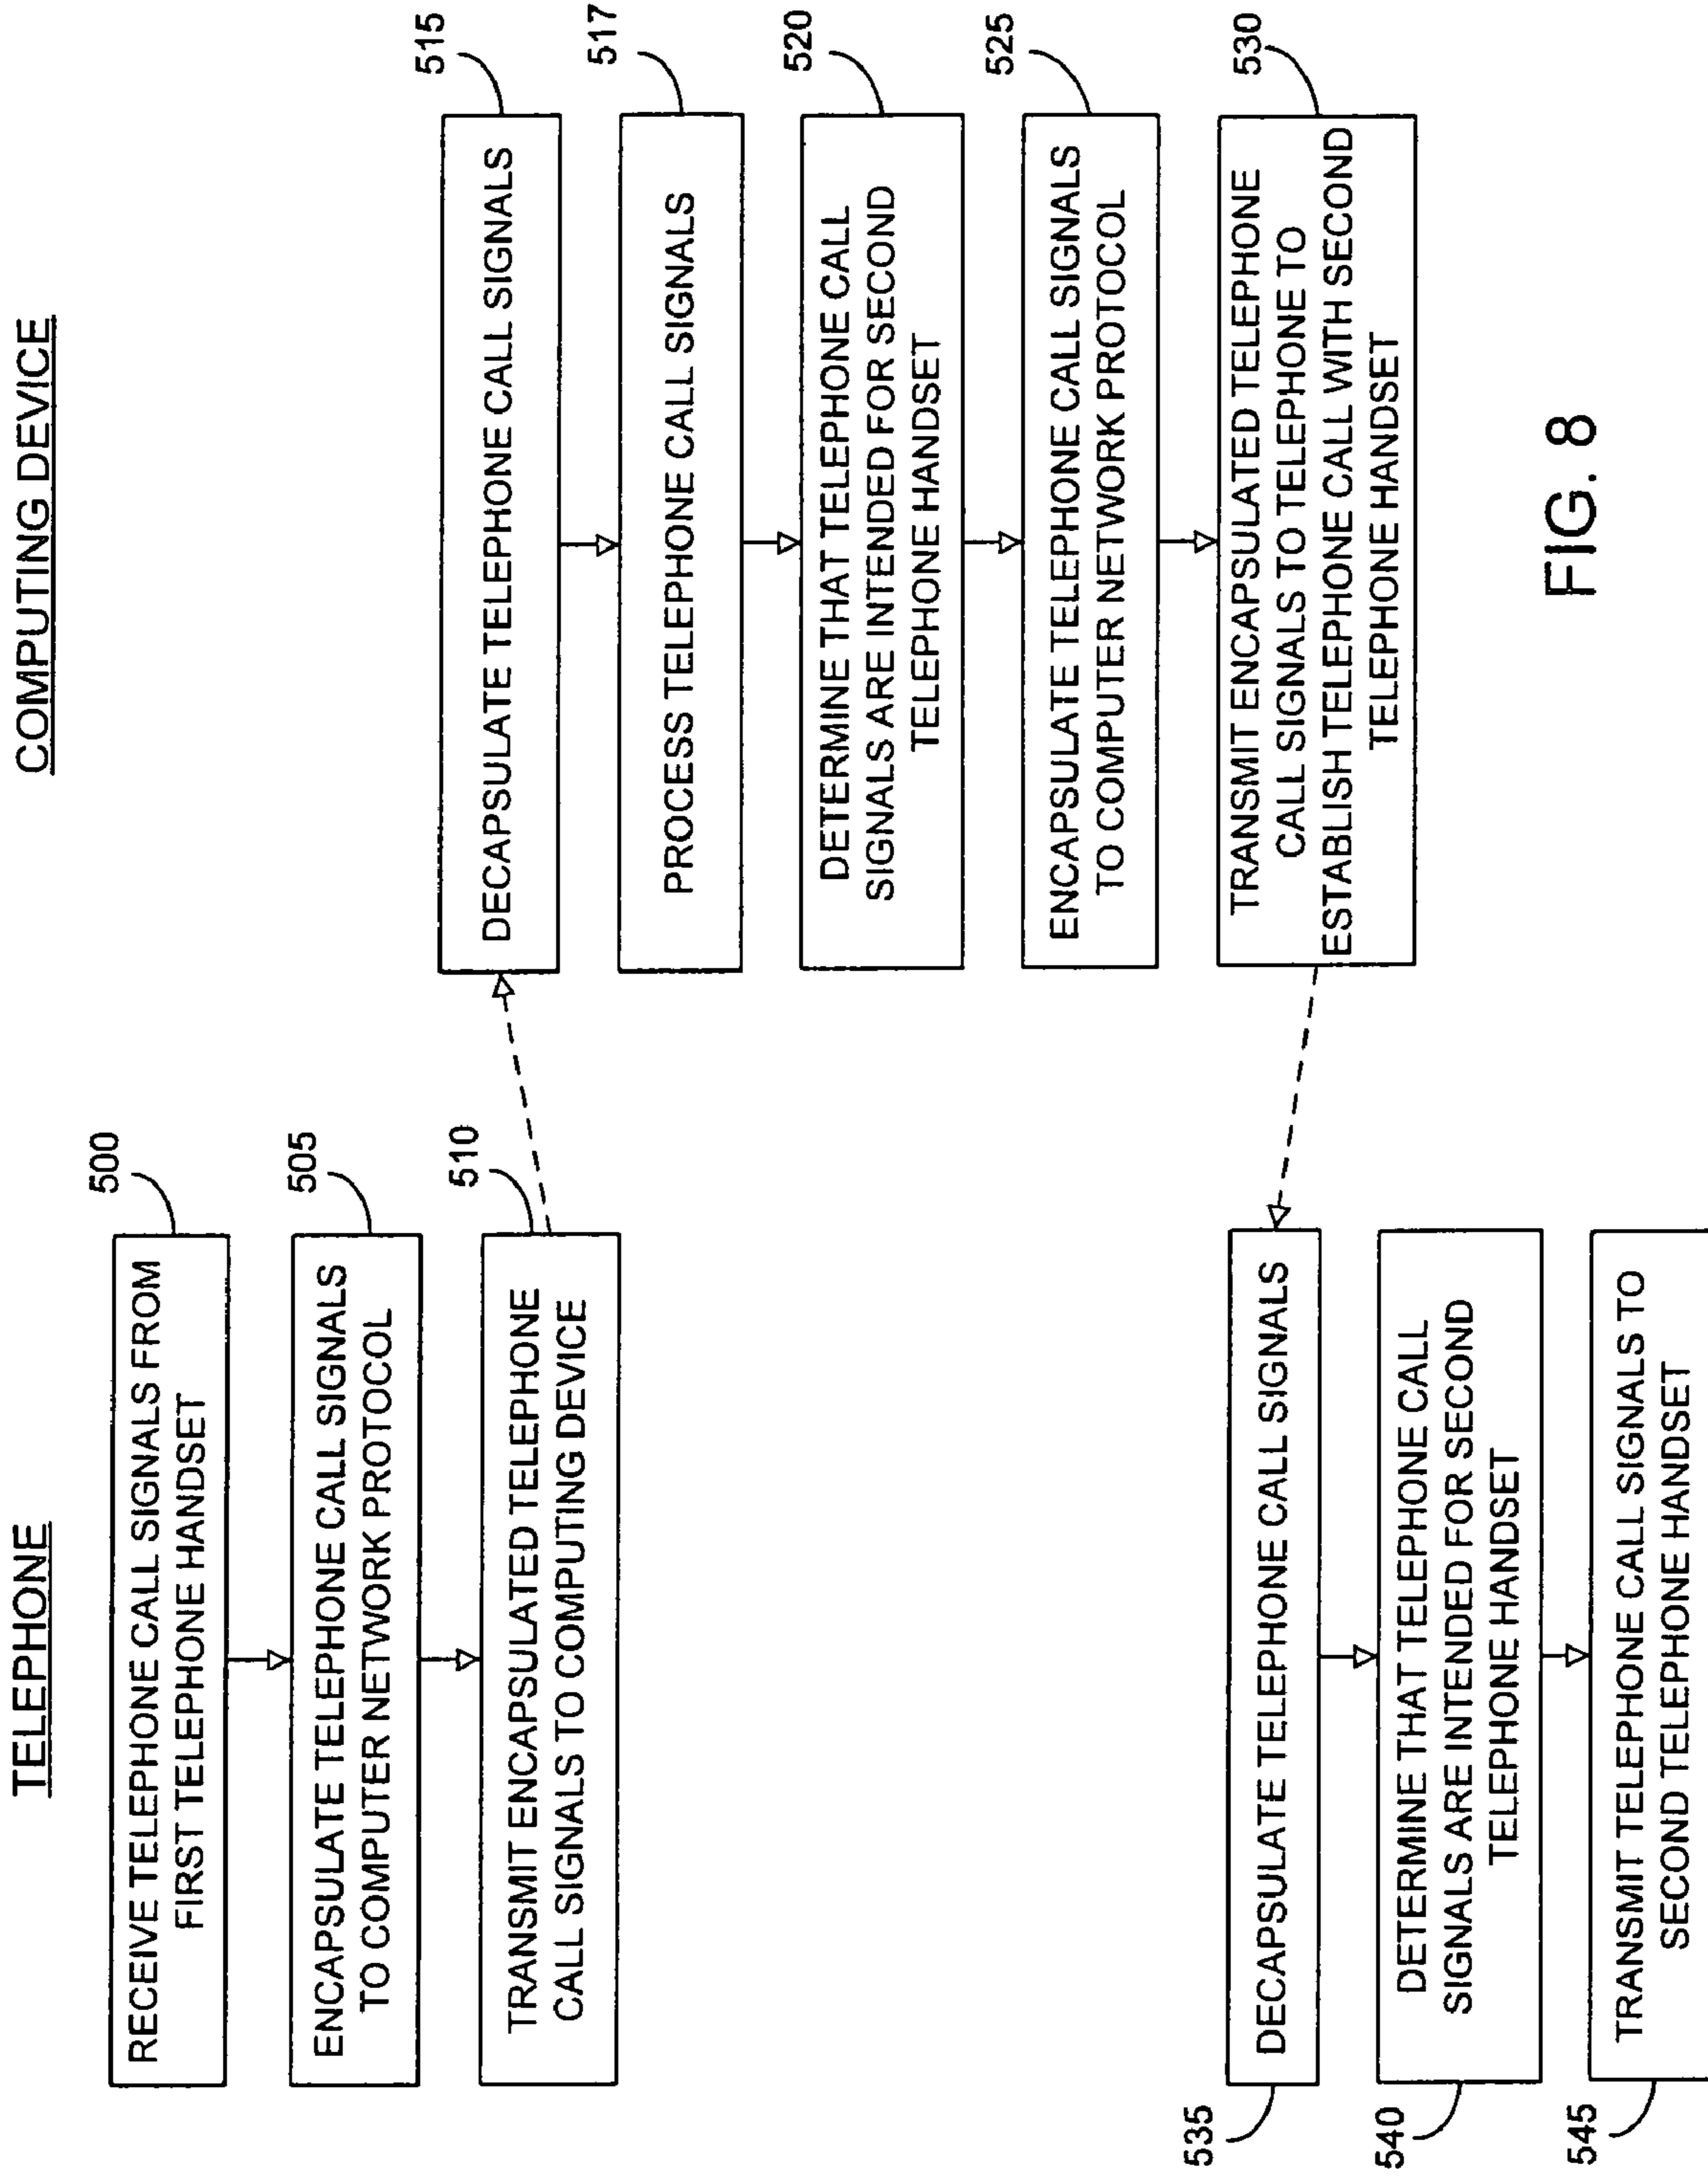 TELEPHONE
COMPUTING DEVICE
500
RECEIVE TELEPHONE CALL SIGNALS FROM
FIRST TELEPHONE HANDSET
505
ENCAPSULATE TELEPHONE CALL SIGNALS
TO COMPUTER NETWORK PROTOCOL
510
TRANSMIT ENCAPSULATED TELEPHONE
CALL SIGNALS TO COMPUTING DEVICE
515
DECAPSULATE TELEPHONE CALL SIGNALS
517
PROCESS TELEPHONE CALL SIGNALS
520
DETERMINE THAT TELEPHONE CALL
SIGNALS ARE INTENDED FOR SECOND
TELEPHONE HANDSET
525
ENCAPSULATE TELEPHONE CALL SIGNALS
TO COMPUTER NETWORK PROTOCOL
530
TRANSMIT ENCAPSULATED TELEPHONE
CALL SIGNALS TO TELEPHONE TO
ESTABLISH TELEPHONE CALL WITH SECOND
TELEPHONE HANDSET
535
DECAPSULATE TELEPHONE CALL SIGNALS
540
DETERMINE THAT TELEPHONE CALL
SIGNALS ARE INTENDED FOR SECOND
TELEPHONE HANDSET
545
TRANSMIT TELEPHONE CALL SIGNALS TO
SECOND TELEPHONE HANDSET
FIG. 8